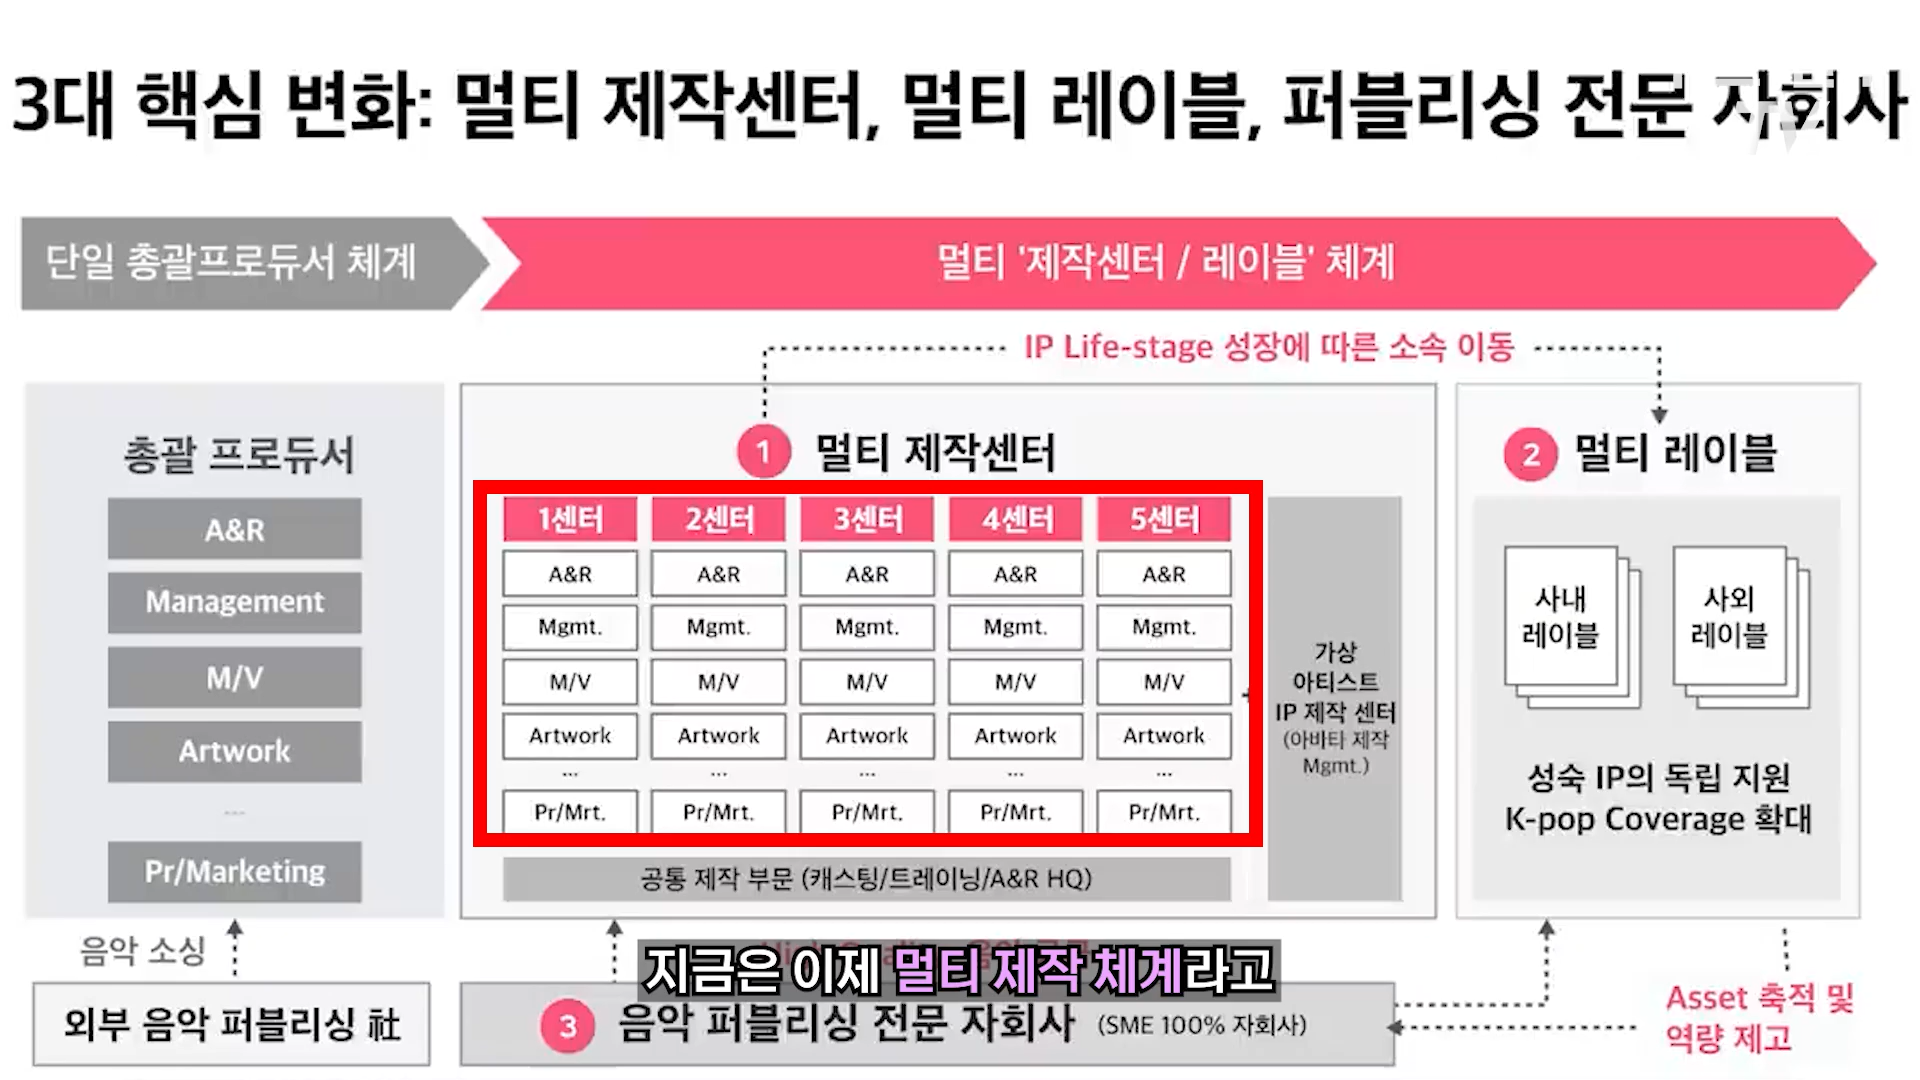 3대 핵심 변화: 멀티 제작센터, 멀티 레이블, 퍼블리싱 전문 자회사
단일 총괄프로듀서 체계
멀티 '제작센터 / 레이블' 체계
IP Life-stage 성장에 따른 소속 이동
총괄 프로듀서
A&R
Management
M/V
Artwork
...
Pr/Marketing
음악 소싱
외부 음악 퍼블리싱 社
1 멀티 제작센터
1센터 2센터 3센터 4센터 5센터
A&R A&R A&R A&R A&R
Mgmt. Mgmt. Mgmt. Mgmt. Mgmt.
M/V M/V M/V M/V M/V
Artwork Artwork Artwork Artwork Artwork
... ... ... ... ...
Pr/Mrt. Pr/Mrt. Pr/Mrt. Pr/Mrt. Pr/Mrt.
공통 제작 부문 (캐스팅/트레이닝/A&R HQ)
가상
아티스트
IP 제작 센터
(아바타 제작
Mgmt.)
2 멀티 레이블
사내
레이블
사외
레이블
성숙 IP의 독립 지원
K-pop Coverage 확대
지금은 이제 멀티 제작 체계라고
3 음악 퍼블리싱 전문 자회사 (SME 100% 자회사)
Asset 축적 및
역량 제고